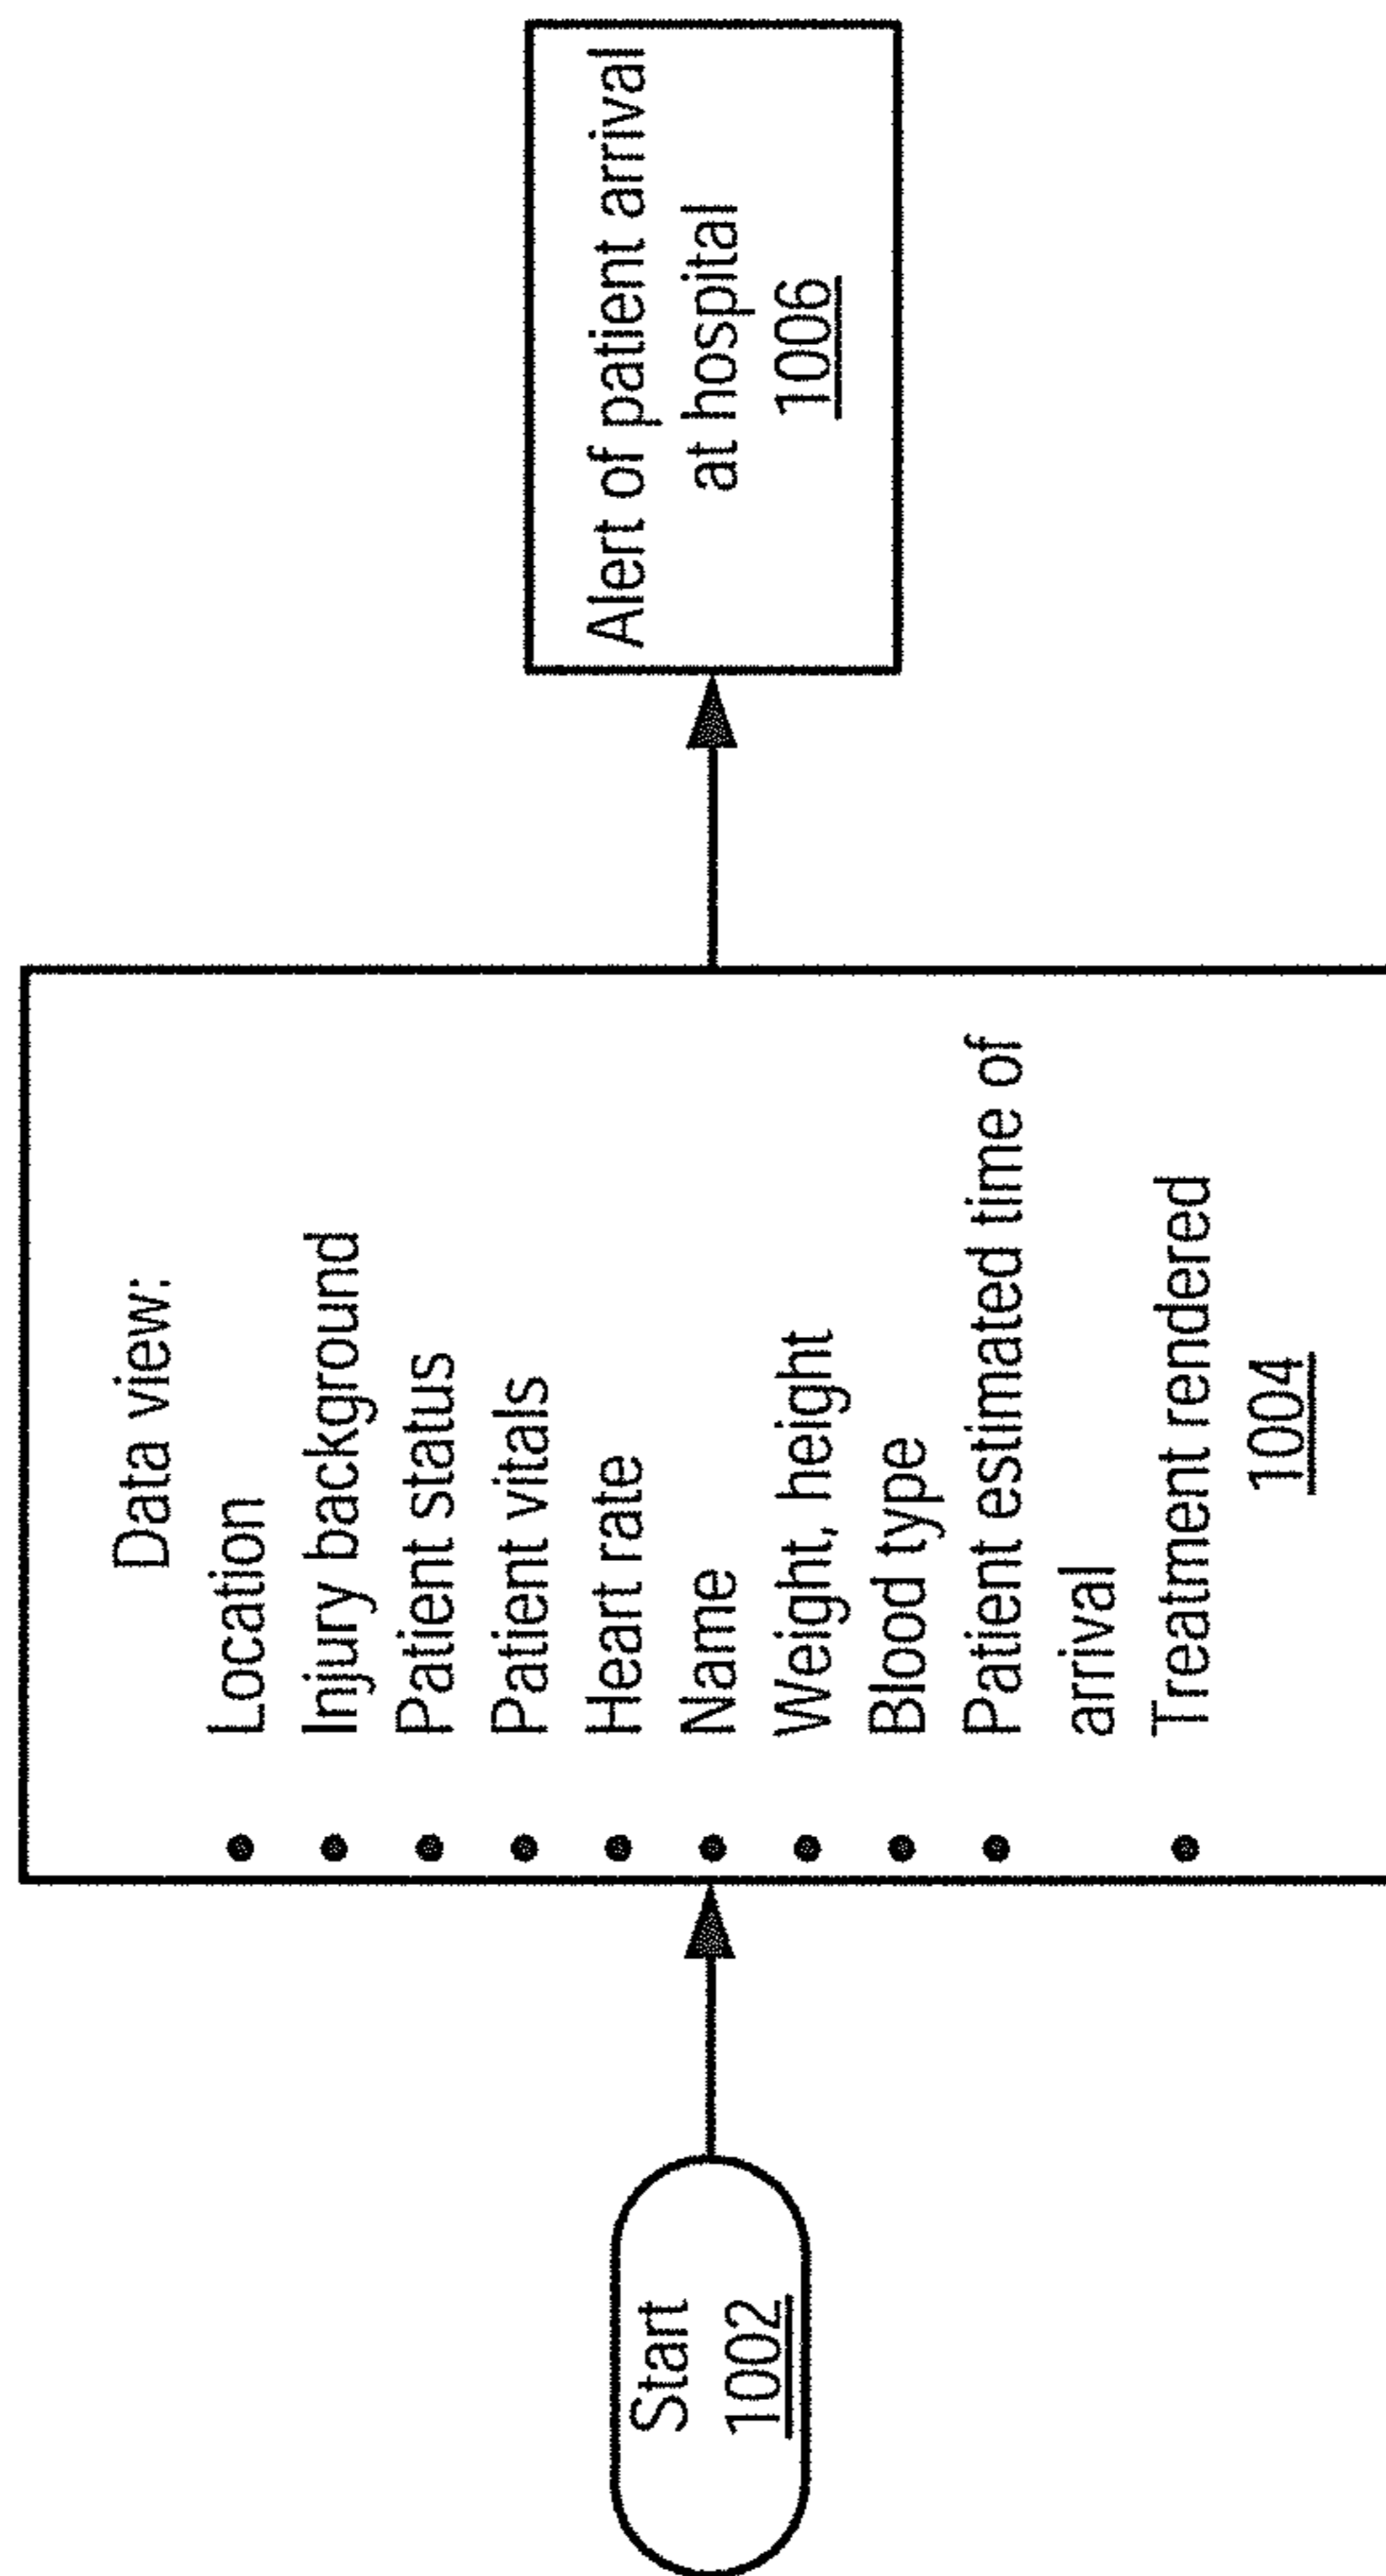 Start
1002
Data view:
• Location
• Injury background
• Patient status
• Patient vitals
• Heart rate
• Name
• Weight, height
• Blood type
• Patient estimated time of
arrival
• Treatment rendered
1004
Alert of patient arrival
at hospital
1006